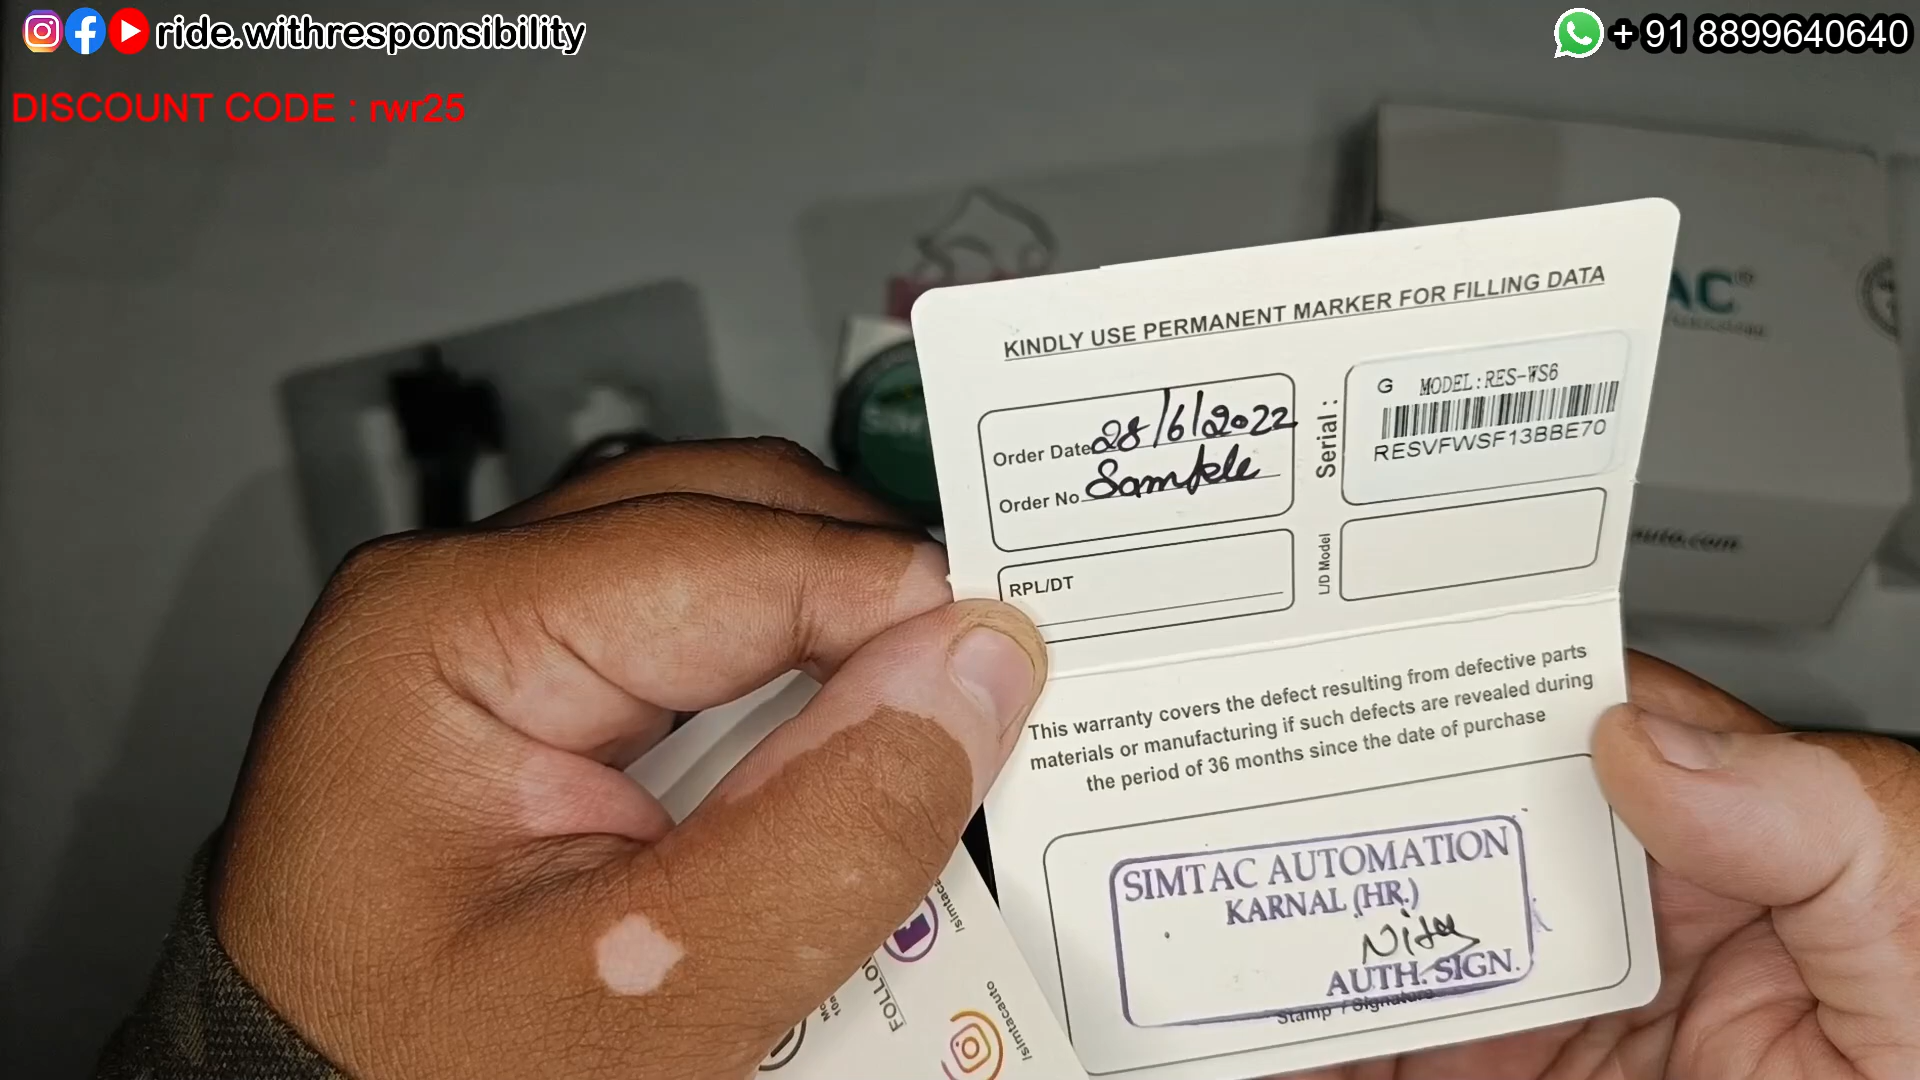 ride.withresponsibility
+91 8899640640
DISCOUNT CODE : rwr25
KINDLY USE PERMANENT MARKER FOR FILLING DATA
Order Date 28/6/2022
Order No. Sample
RPL/DT
Serial :
G MODEL:RES-WS6
RESVFWSF13BBE70
L/D Model
This warranty covers the defect resulting from defective parts
materials or manufacturing if such defects are revealed during
the period of 36 months since the date of purchase
SIMTAC AUTOMATION
KARNAL (HR.)
AUTH. SIGN.
Stamp / Signature
/simtacauto